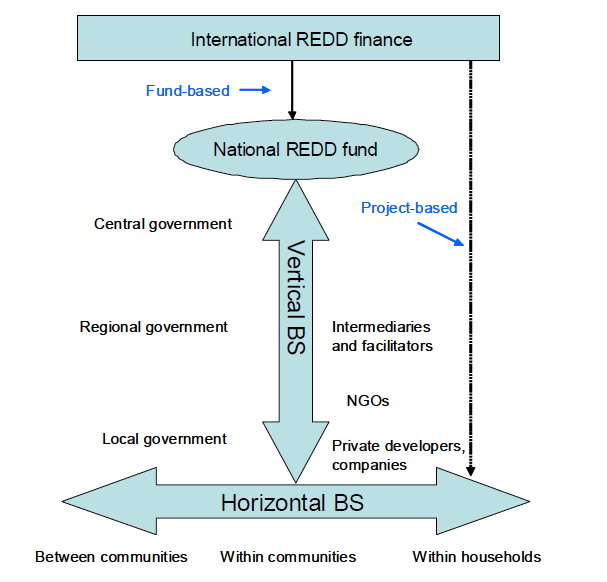 International REDD finance
Fund-based
National REDD fund
Project-based
Central government
Vertical BS
Regional government
Intermediaries
and facilitators
NGOs
Local government
Private developers,
companies
Horizontal BS
Between communities
Within communities
Within households